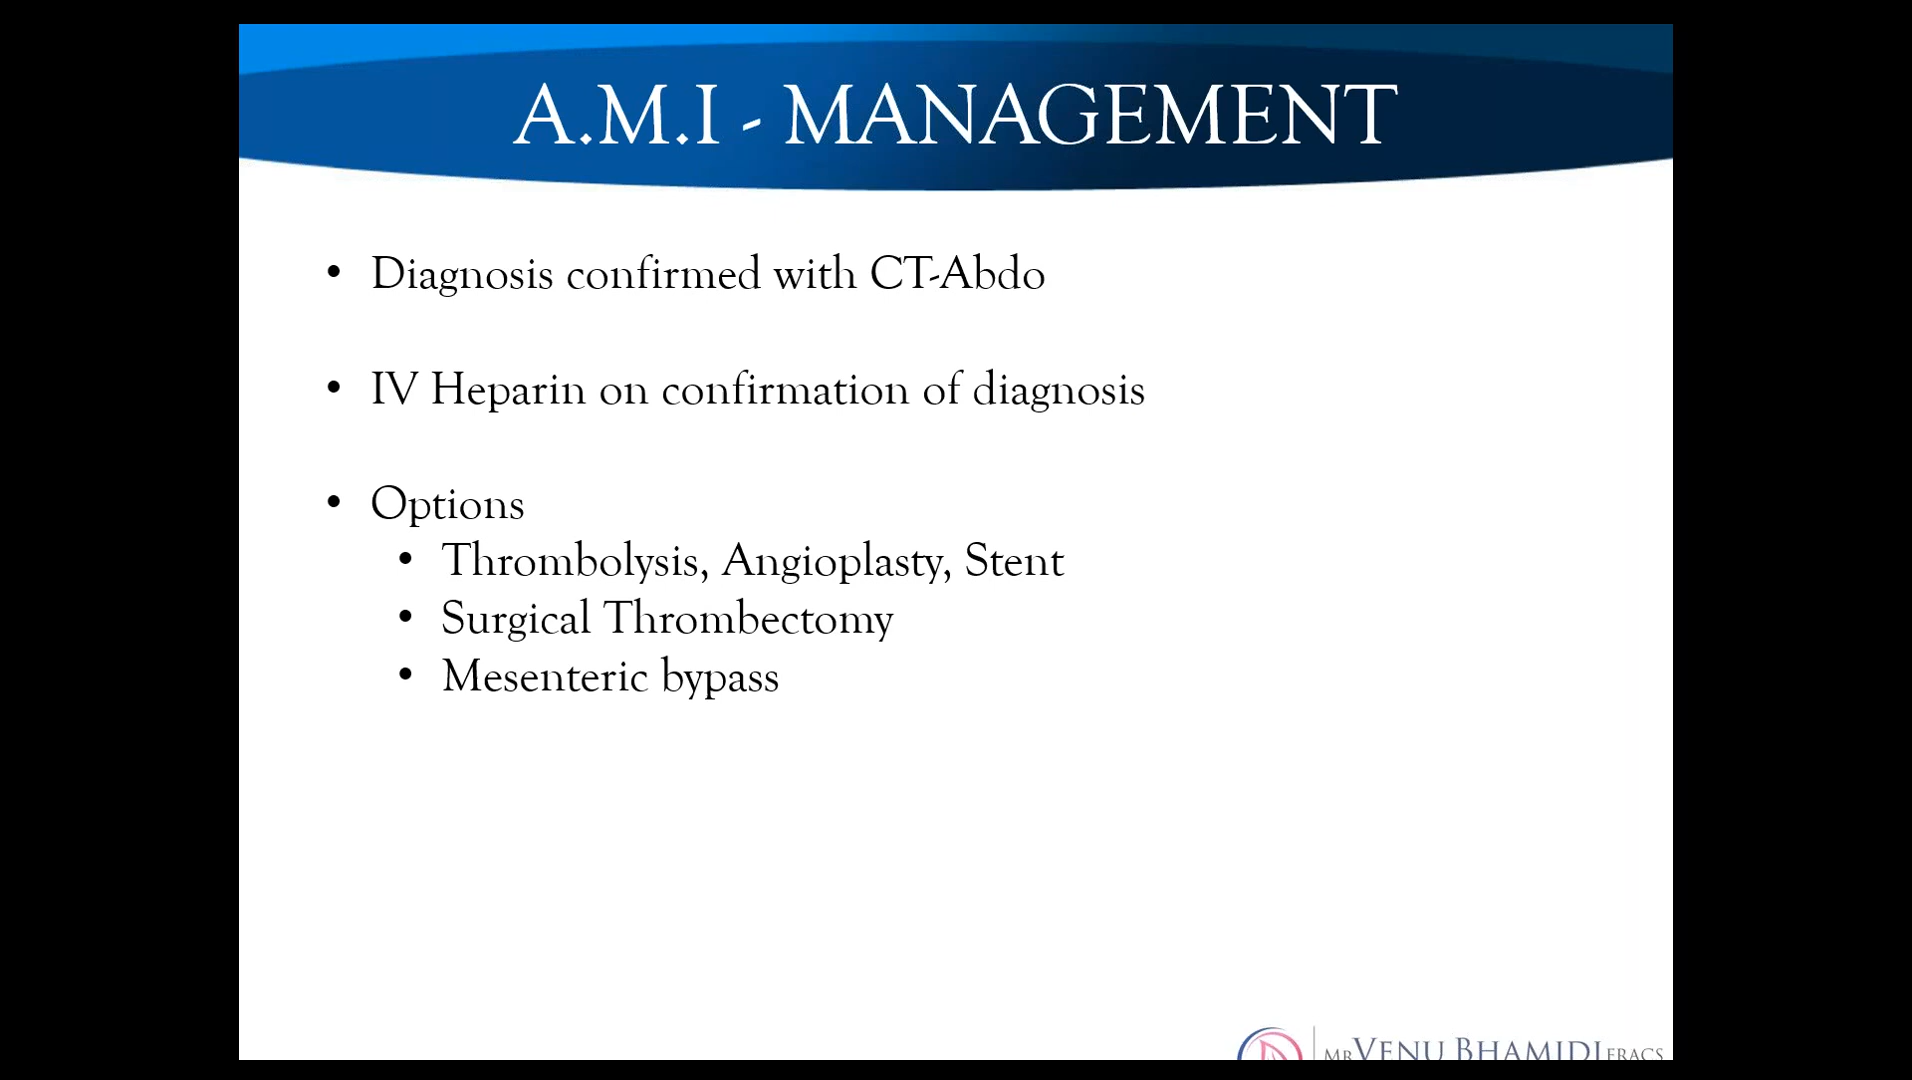 A.M.I - MANAGEMENT
• Diagnosis confirmed with CT-Abdo
• IV Heparin on confirmation of diagnosis
• Options
• Thrombolysis, Angioplasty, Stent
• Surgical Thrombectomy
• Mesenteric bypass
MR VENU BHAMIDI FRACS